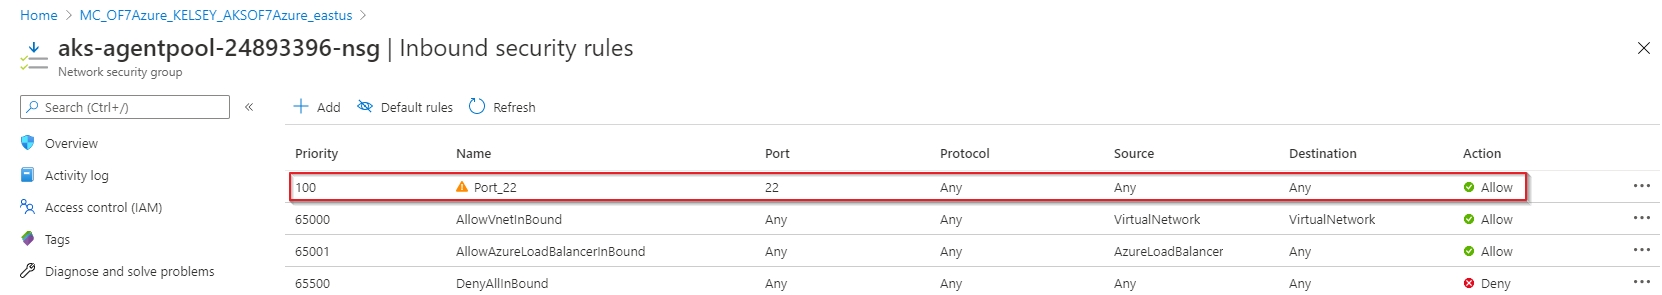 Home > MC_OF7Azure_KELSEY_AKSOF7Azure_eastus >
aks-agentpool-24893396-nsg | Inbound security rules
Network security group
Search (Ctrl+/) «
Add Default rules Refresh
Overview
Activity log
Access control (IAM)
Tags
Diagnose and solve problems
Priority Name Port Protocol Source Destination Action
100 Port_22 22 Any Any Any Allow
65000 AllowVnetInBound Any Any VirtualNetwork VirtualNetwork Allow
65001 AllowAzureLoadBalancerInBound Any Any AzureLoadBalancer Any Allow
65500 DenyAllInBound Any Any Any Any Deny